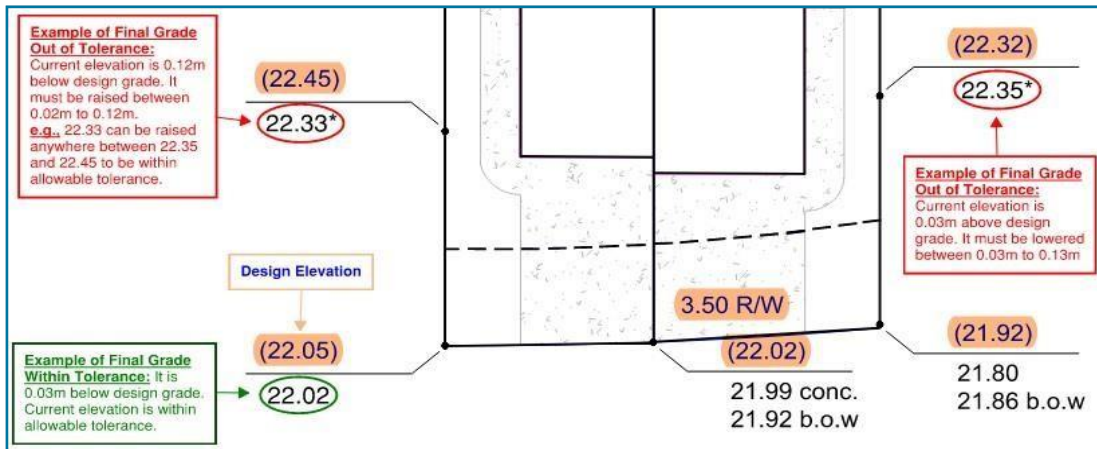 Example of Final Grade
Out of Tolerance:
Current elevation is 0.12m
below design grade. It
must be raised between
0.02m to 0.12m.
e.g., 22.33 can be raised
anywhere between 22.35
and 22.45 to be within
allowable tolerance.
(22.45)
22.33*
(22.32)
22.35*
Example of Final Grade
Out of Tolerance:
Current elevation is
0.03m above design
grade. It must be lowered
between 0.03m to 0.13m
Design Elevation
3.50 R/W
(22.05)
22.02
Example of Final Grade
Within Tolerance: It is
0.03m below design grade.
Current elevation is within
allowable tolerance.
(22.02)
21.99 conc.
21.92 b.o.w
(21.92)
21.80
21.86 b.o.w